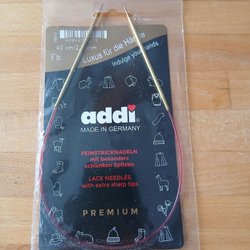 40 cm/2,
Luxus für die Hände
Indulge your hands
addi
MADE IN GERMANY
FEINSTRICKNADELN
mit besonders
schlanken Spitzen
LACE NEEDLES
with extra sharp tips
PREMIUM